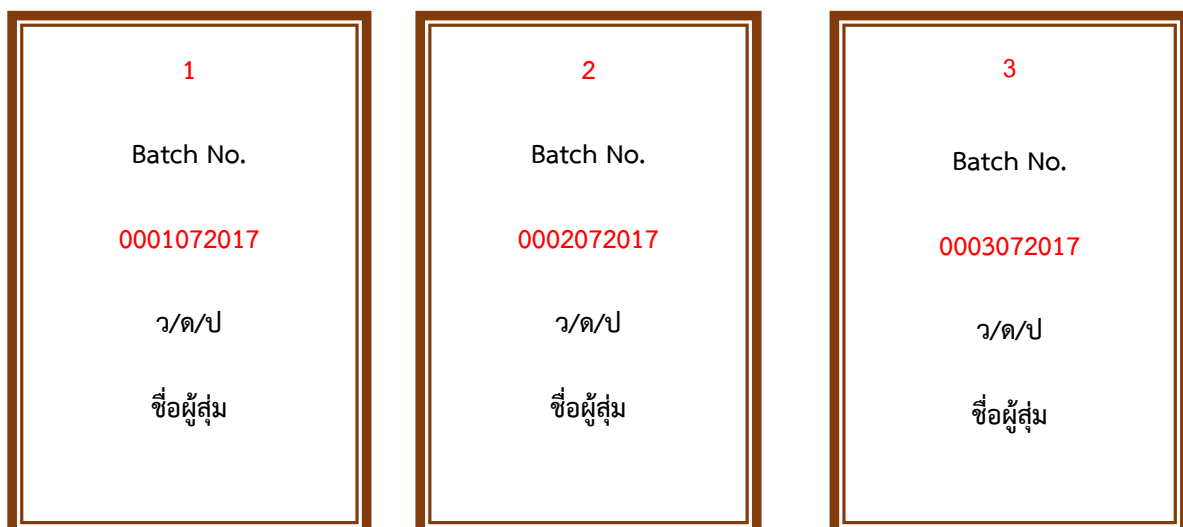 1
Batch No.
0001072017
ว/ด/ป
ชื่อผู้สุ่ม
2
Batch No.
0002072017
ว/ด/ป
ชื่อผู้สุ่ม
3
Batch No.
0003072017
ว/ด/ป
ชื่อผู้สุ่ม